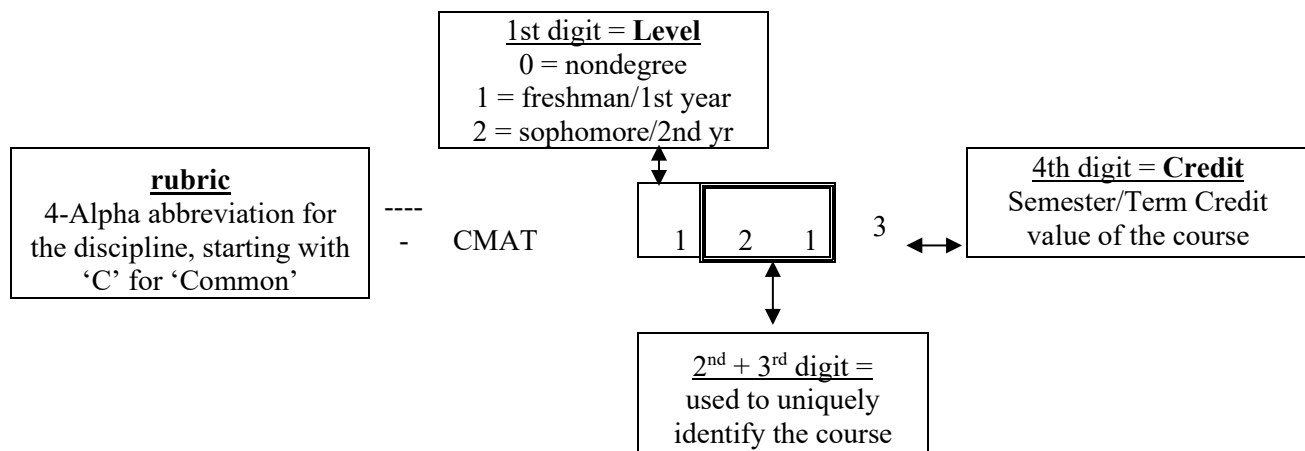 1st digit = Level
0 = nondegree
1 = freshman/1st year
2 = sophomore/2nd yr
rubric
4-Alpha abbreviation for
the discipline, starting with
‘C’ for ‘Common’
----
- CMAT
1 2 1 3
4th digit = Credit
Semester/Term Credit
value of the course
2nd + 3rd digit =
used to uniquely
identify the course